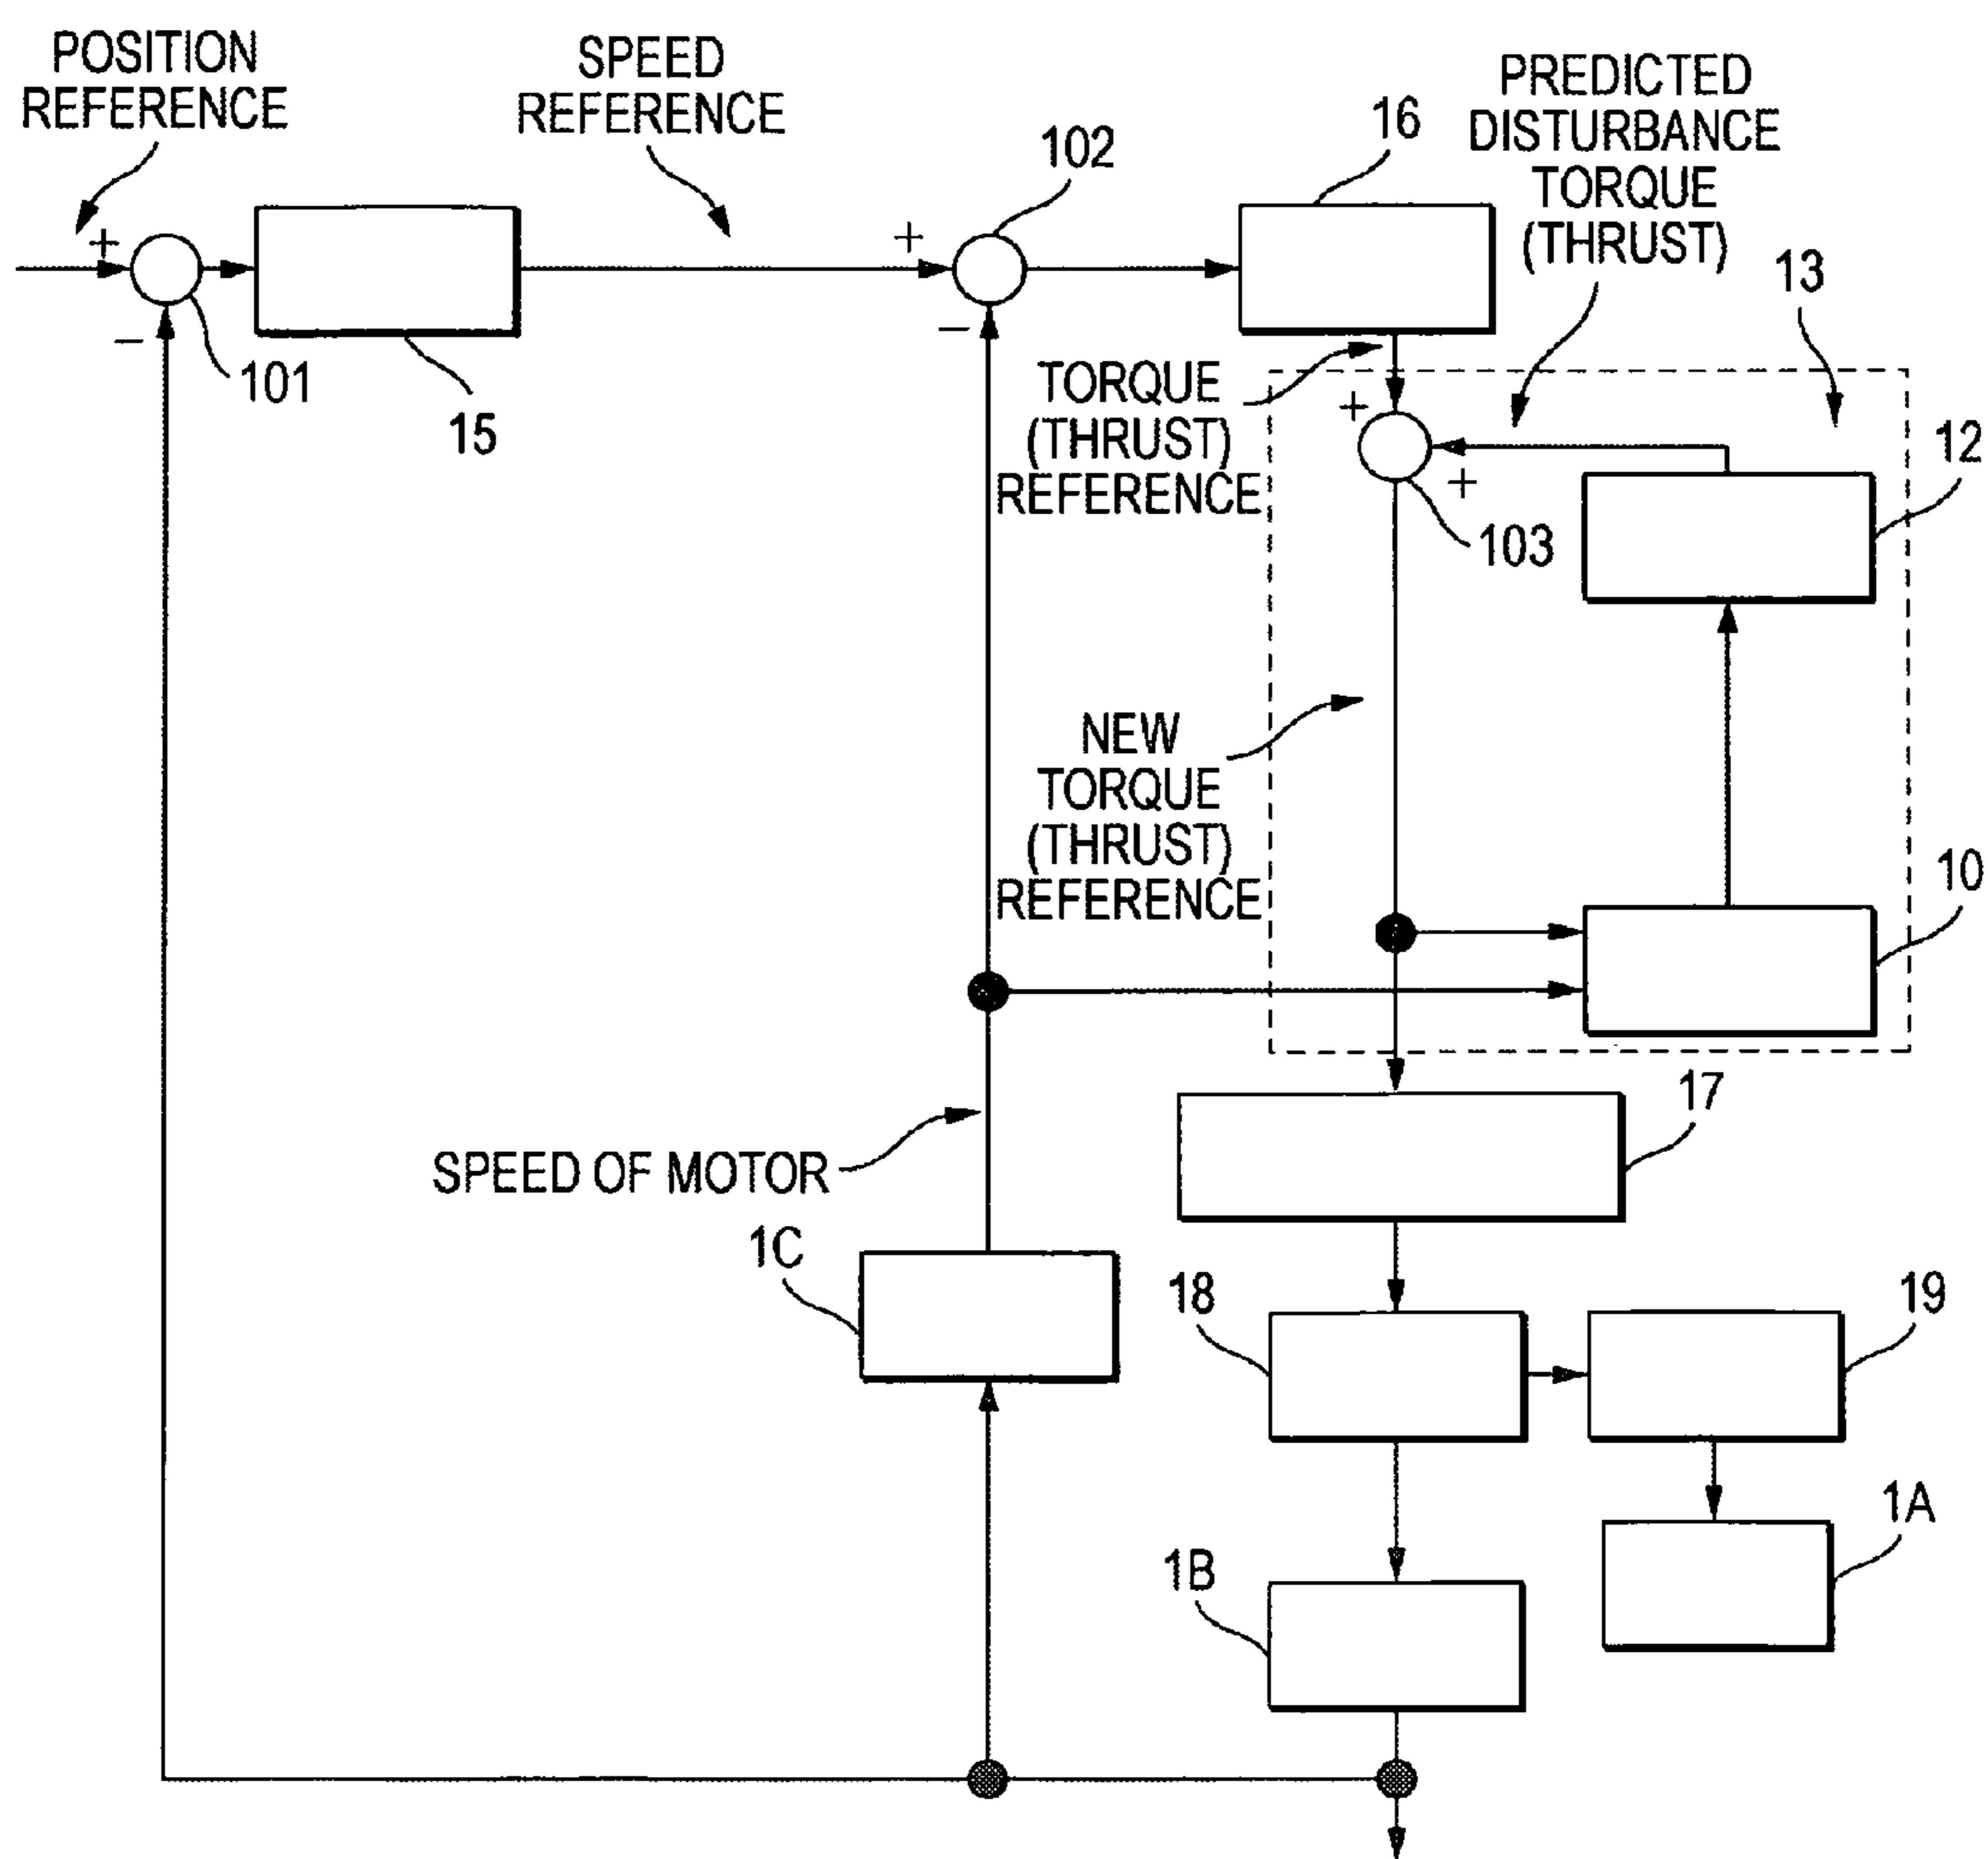 POSITION
REFERENCE
SPEED
REFERENCE
PREDICTED
DISTURBANCE
TORQUE
(THRUST)
16
102
13
+
+
-
-
101
15
TORQUE
(THRUST)
REFERENCE
+
+
103
12
NEW
TORQUE
(THRUST)
REFERENCE
10
17
SPEED OF MOTOR
1C
18
19
1A
1B